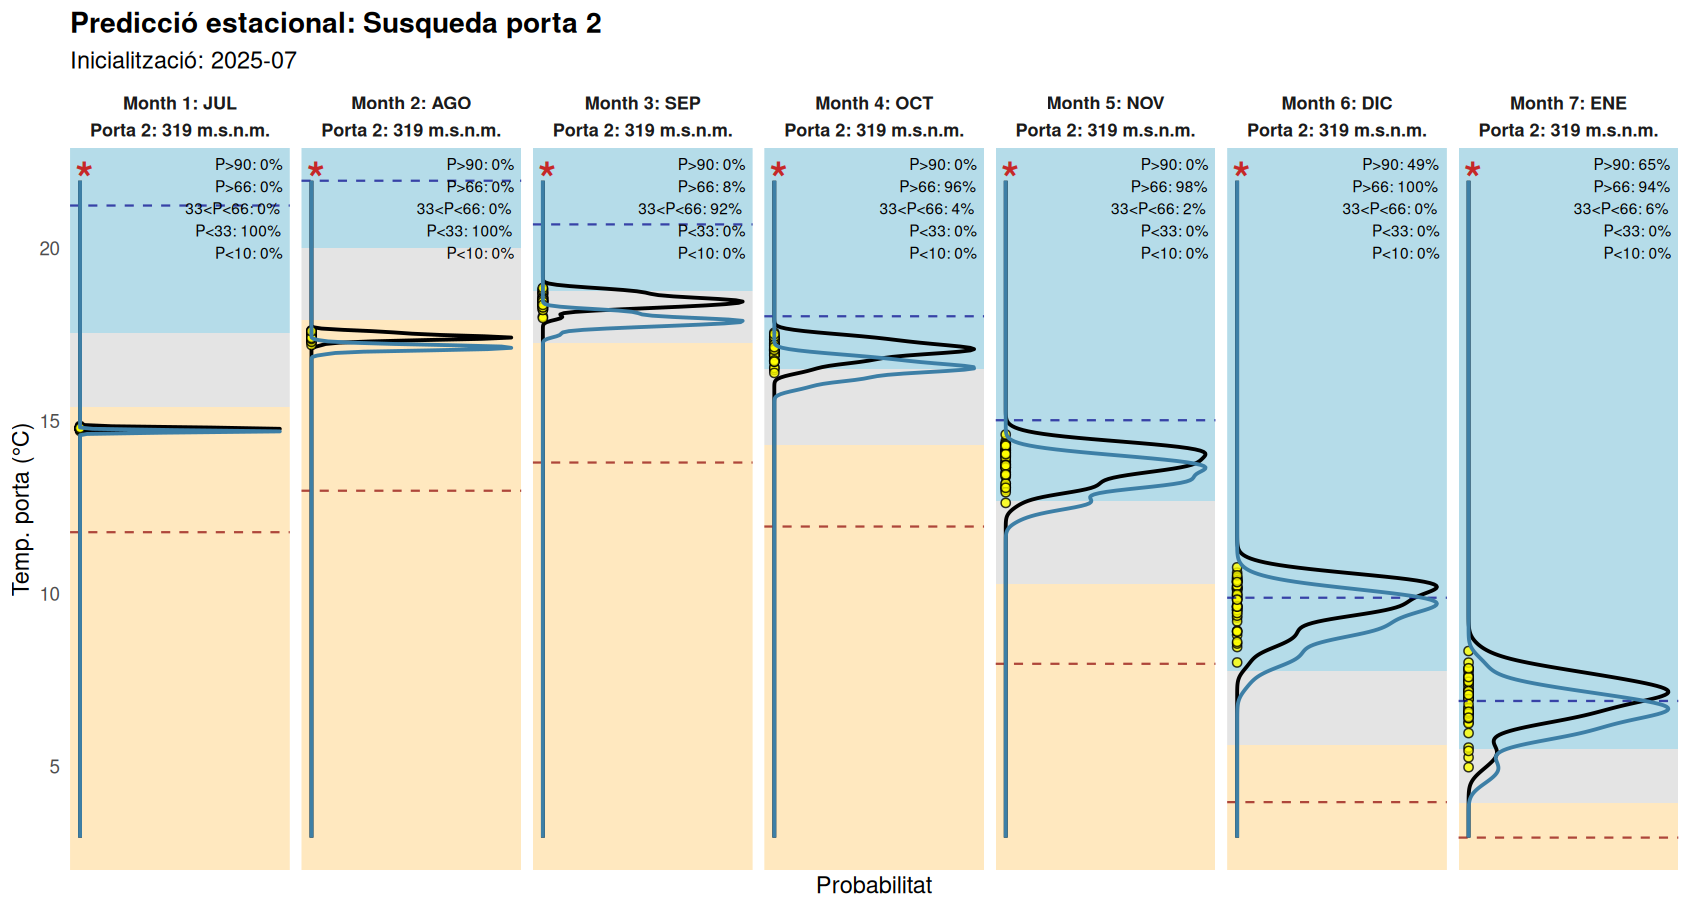 Predicció estacional: Susqueda porta 2
Inicialització: 2025-07
Month 1: JUL
Porta 2: 319 m.s.n.m.
Month 2: AGO
Porta 2: 319 m.s.n.m.
Month 3: SEP
Porta 2: 319 m.s.n.m.
Month 4: OCT
Porta 2: 319 m.s.n.m.
Month 5: NOV
Porta 2: 319 m.s.n.m.
Month 6: DIC
Porta 2: 319 m.s.n.m.
Month 7: ENE
Porta 2: 319 m.s.n.m.
*
P>90: 0%
P>66: 0%
33<P<66: 0%
P<33: 100%
P<10: 0%
*
P>90: 0%
P>66: 0%
33<P<66: 0%
P<33: 100%
P<10: 0%
*
P>90: 0%
P>66: 8%
33<P<66: 92%
P<33: 0%
P<10: 0%
*
P>90: 0%
P>66: 96%
33<P<66: 4%
P<33: 0%
P<10: 0%
*
P>90: 0%
P>66: 98%
33<P<66: 2%
P<33: 0%
P<10: 0%
*
P>90: 49%
P>66: 100%
33<P<66: 0%
P<33: 0%
P<10: 0%
*
P>90: 65%
P>66: 94%
33<P<66: 6%
P<33: 0%
P<10: 0%
Temp. porta (°C)
20
15
10
5
Probabilitat